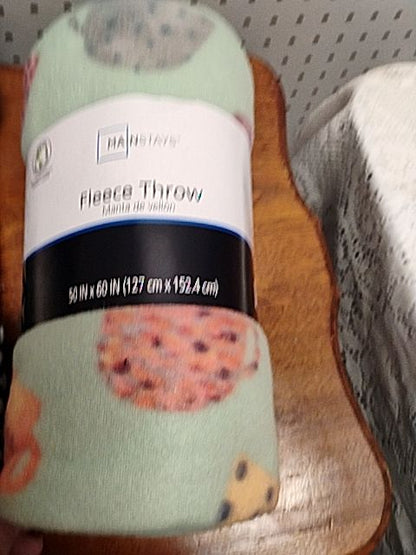 MAINSTAYS
Fleece Throw
Manta de vellón
50 IN x 60 IN (127 cm x 152.4 cm)